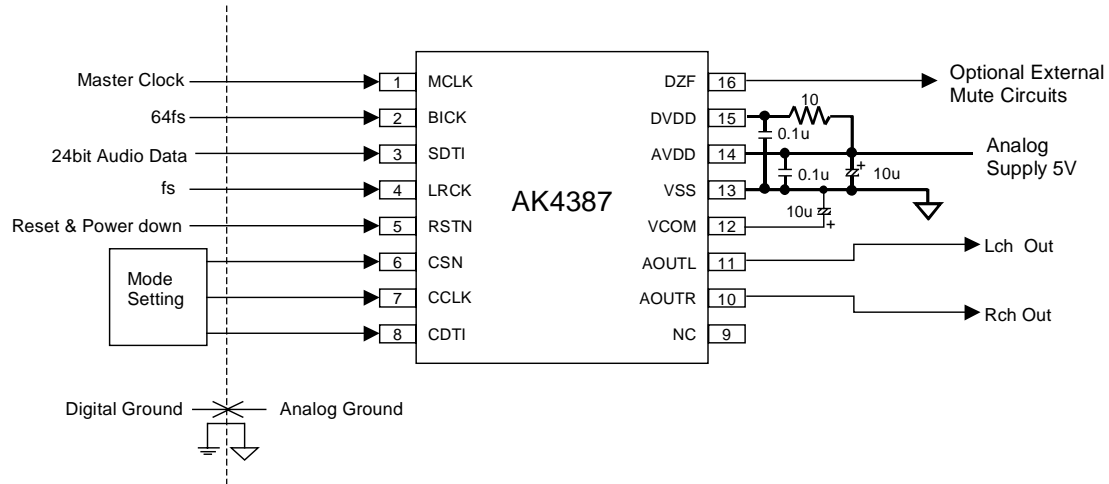 Master Clock
64fs
24bit Audio Data
fs
Reset & Power down
Mode
Setting
1 MCLK
2 BICK
3 SDTI
4 LRCK
5 RSTN
6 CSN
7 CCLK
8 CDTI
AK4387
DZF 16
DVDD 15
AVDD 14
VSS 13
VCOM 12
AOUTL 11
AOUTR 10
NC 9
10
0.1u
0.1u
+
10u
10u
+
Optional External
Mute Circuits
Analog
Supply 5V
Lch Out
Rch Out
Digital Ground
Analog Ground